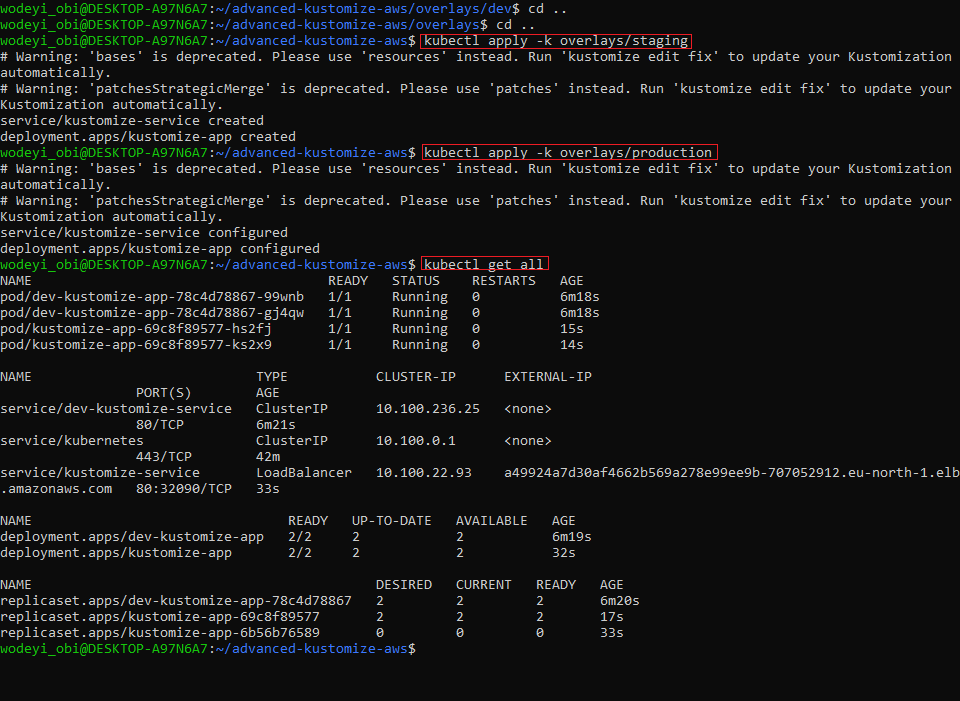 wodeyi_obi@DESKTOP-A97N6A7:~/advanced-kustomize-aws/overlays/dev$ cd ..
wodeyi_obi@DESKTOP-A97N6A7:~/advanced-kustomize-aws/overlays$ cd ..
wodeyi_obi@DESKTOP-A97N6A7:~/advanced-kustomize-aws$ kubectl apply -k overlays/staging
# Warning: 'bases' is deprecated. Please use 'resources' instead. Run 'kustomize edit fix' to update your Kustomization
automatically.
# Warning: 'patchesStrategicMerge' is deprecated. Please use 'patches' instead. Run 'kustomize edit fix' to update your
Kustomization automatically.
service/kustomize-service created
deployment.apps/kustomize-app created
wodeyi_obi@DESKTOP-A97N6A7:~/advanced-kustomize-aws$ kubectl apply -k overlays/production
# Warning: 'bases' is deprecated. Please use 'resources' instead. Run 'kustomize edit fix' to update your Kustomization
automatically.
# Warning: 'patchesStrategicMerge' is deprecated. Please use 'patches' instead. Run 'kustomize edit fix' to update your
Kustomization automatically.
service/kustomize-service configured
deployment.apps/kustomize-app configured
wodeyi_obi@DESKTOP-A97N6A7:~/advanced-kustomize-aws$ kubectl get all
NAME                                 READY   STATUS    RESTARTS   AGE
pod/dev-kustomize-app-78c4d78867-99wnb   1/1     Running   0          6m18s
pod/dev-kustomize-app-78c4d78867-gj4qw   1/1     Running   0          6m18s
pod/kustomize-app-69c8f89577-hs2fj       1/1     Running   0          15s
pod/kustomize-app-69c8f89577-ks2x9       1/1     Running   0          14s
NAME                            TYPE           CLUSTER-IP      EXTERNAL-IP
                 PORT(S)        AGE
service/dev-kustomize-service   ClusterIP      10.100.236.25   <none>
                 80/TCP         6m21s
service/kubernetes              ClusterIP      10.100.0.1      <none>
                 443/TCP        42m
service/kustomize-service       LoadBalancer   10.100.22.93    a49924a7d30af4662b569a278e99ee9b-707052912.eu-north-1.elb
.amazonaws.com   80:32090/TCP   33s
NAME                                READY   UP-TO-DATE   AVAILABLE   AGE
deployment.apps/dev-kustomize-app   2/2     2            2           6m19s
deployment.apps/kustomize-app       2/2     2            2           32s
NAME                                           DESIRED   CURRENT   READY   AGE
replicaset.apps/dev-kustomize-app-78c4d78867   2         2         2       6m20s
replicaset.apps/kustomize-app-69c8f89577       2         2         2       17s
replicaset.apps/kustomize-app-6b56b76589       0         0         0       33s
wodeyi_obi@DESKTOP-A97N6A7:~/advanced-kustomize-aws$